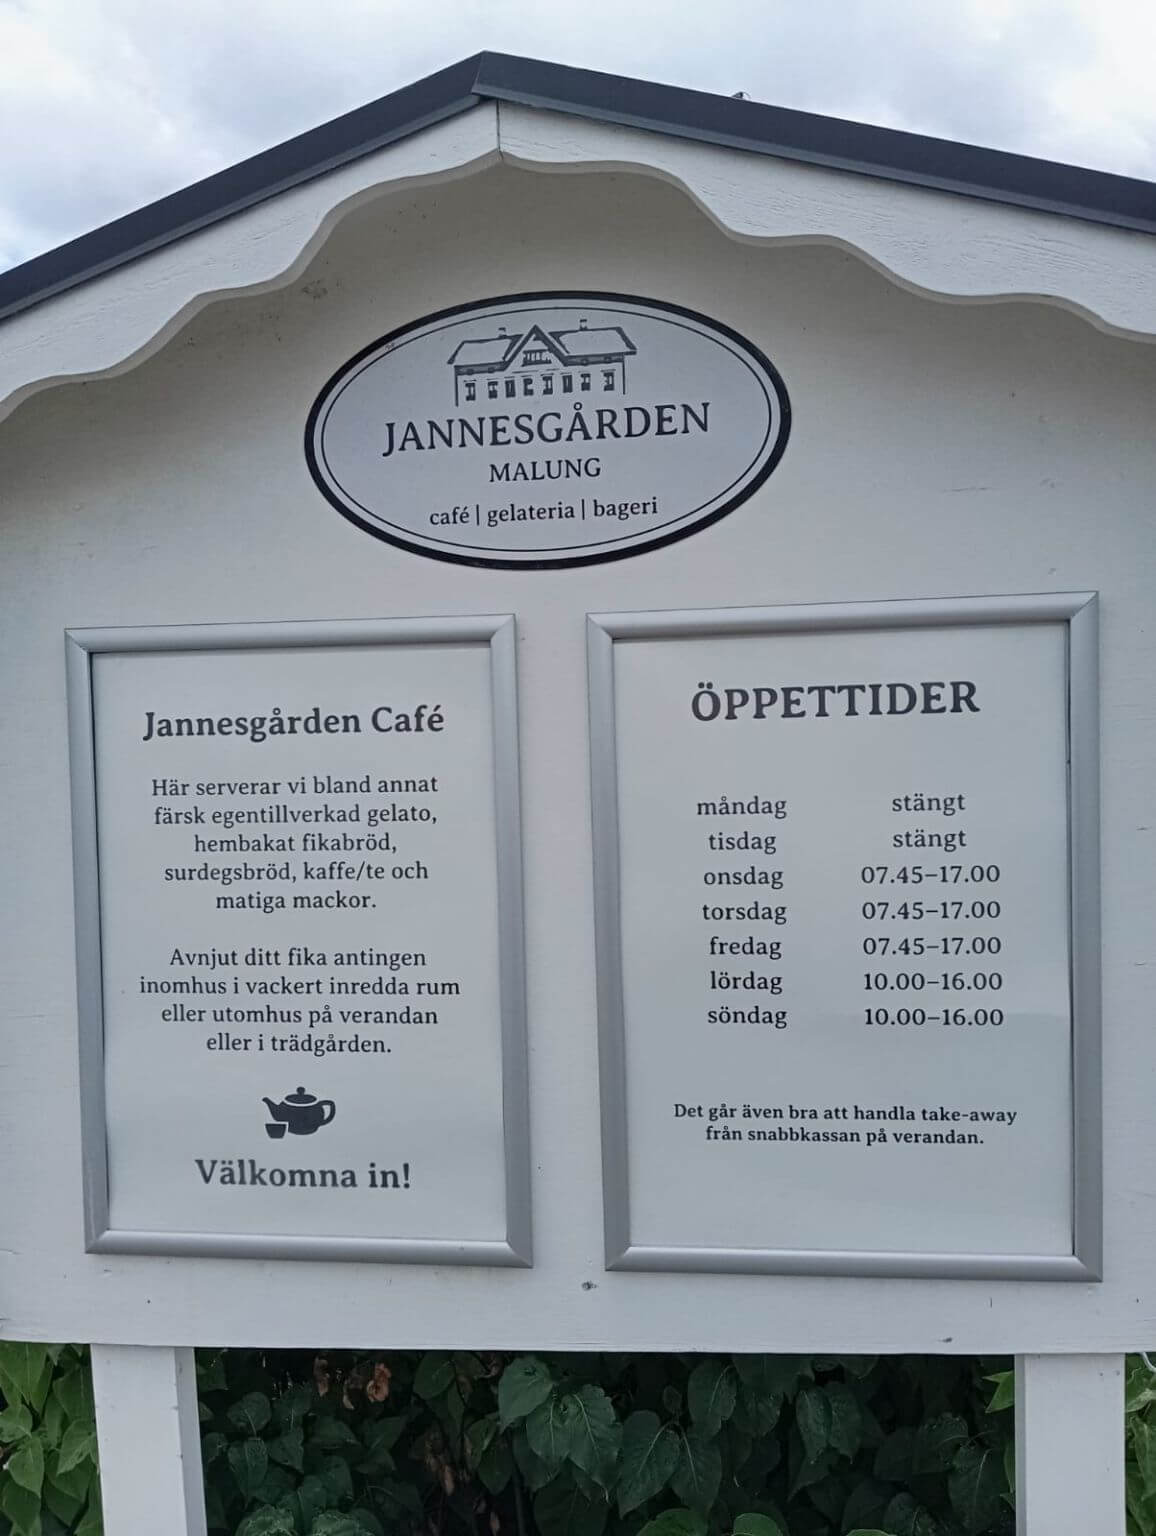 JANNESGÅRDEN
MALUNG
café | gelateria | bageri
Jannesgården Café
Här serverar vi bland annat
färsk egentillverkad gelato,
hembakat fikabröd,
surdegsbröd, kaffe/te och
matiga mackor.
Avnjut ditt fika antingen
inomhus i vackert inredda rum
eller utomhus på verandan
eller i trädgården.
Välkomna in!
ÖPPETTIDER
måndag stängt
tisdag stängt
onsdag 07.45–17.00
torsdag 07.45–17.00
fredag 07.45–17.00
lördag 10.00–16.00
söndag 10.00–16.00
Det går även bra att handla take-away
från snabbkassan på verandan.